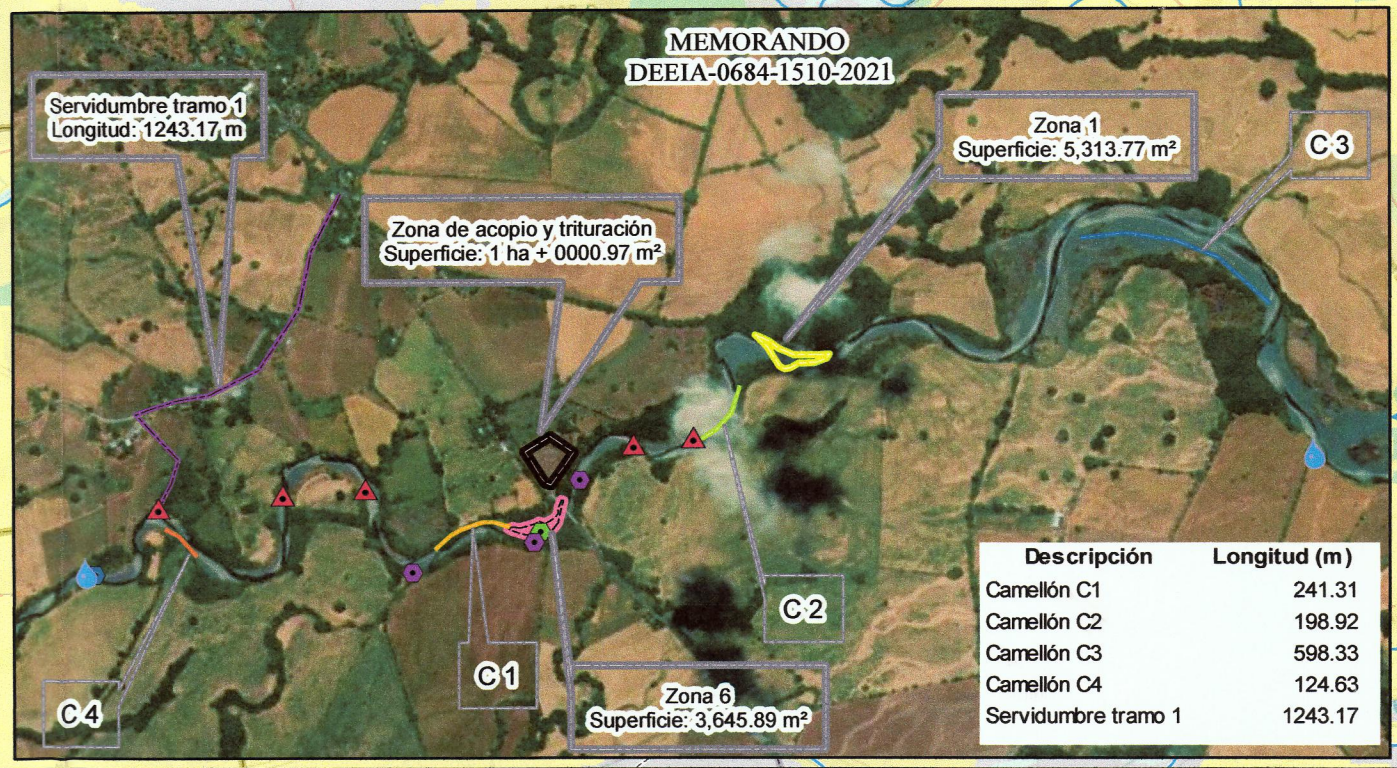 MEMORANDO
DEEIA-0684-1510-2021
Servidumbre tramo 1
Longitud: 1243.17 m
Zona 1
Superficie: 5,313.77 m²
C 3
Zona de acopio y trituración
Superficie: 1 ha + 0000.97 m²
C 2
C 1
C 4
Zona 6
Superficie: 3,645.89 m²
Descripción Longitud (m)
Camellón C1 241.31
Camellón C2 198.92
Camellón C3 598.33
Camellón C4 124.63
Servidumbre tramo 1 1243.17